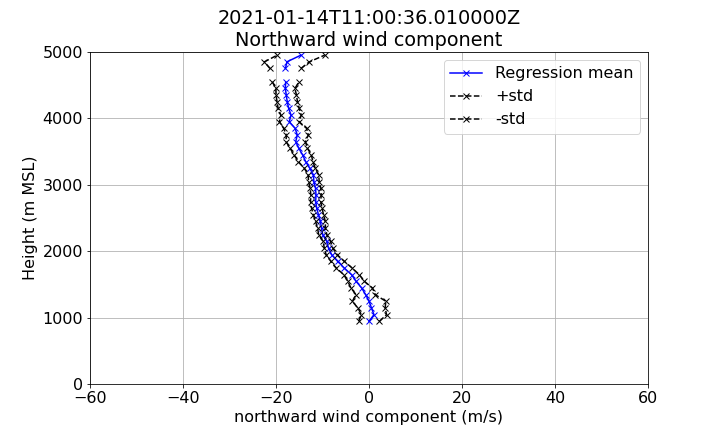 2021-01-14T11:00:36.010000Z
Northward wind component
Regression mean
+std
-std
5000
4000
3000
2000
1000
0
Height (m MSL)
−60
−40
−20
0
20
40
60
northward wind component (m/s)